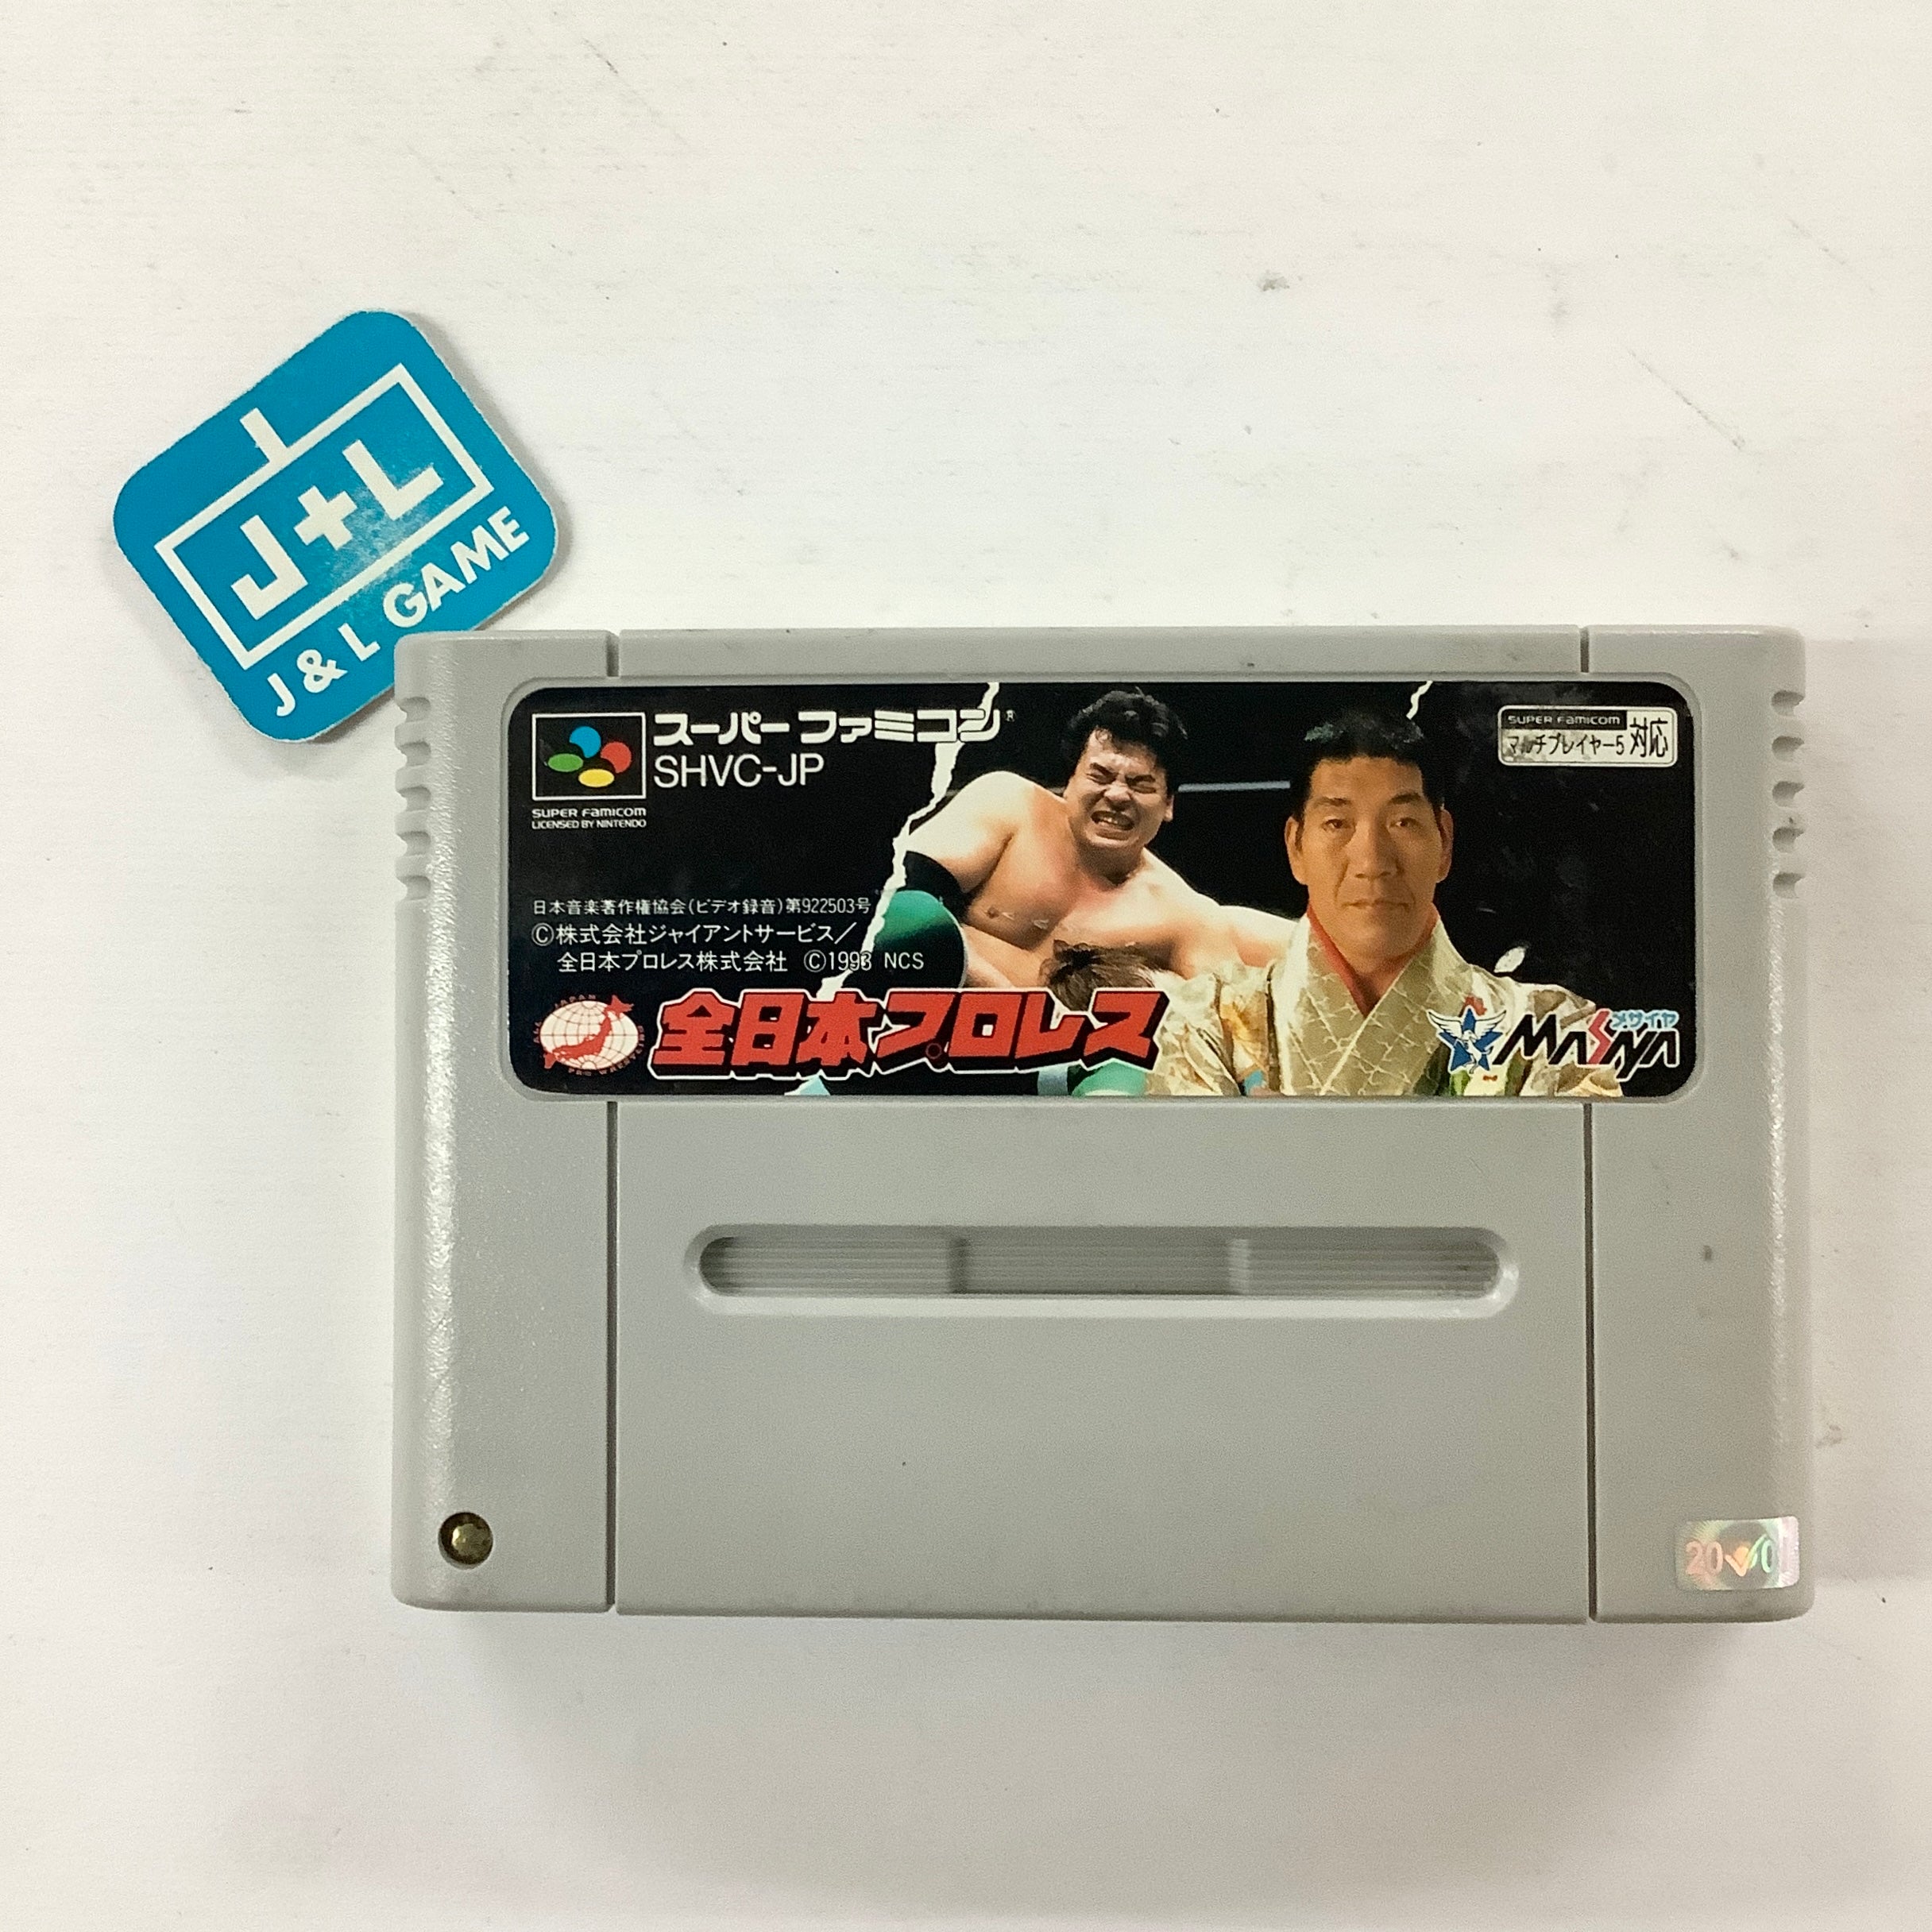 J+L
J & L GAME
スーパーファミコン®
SHVC-JP
SUPER FAMICOM
LICENSED BY NINTENDO
SUPER FAMICOM
マルチプレイヤー5 対応
日本音楽著作権協会(ビデオ録音)第922503号
©株式会社ジャイアントサービス/
全日本プロレス株式会社 ©1993 NCS
JAPAN
全日本プロレス
メサイヤ
MASAYA